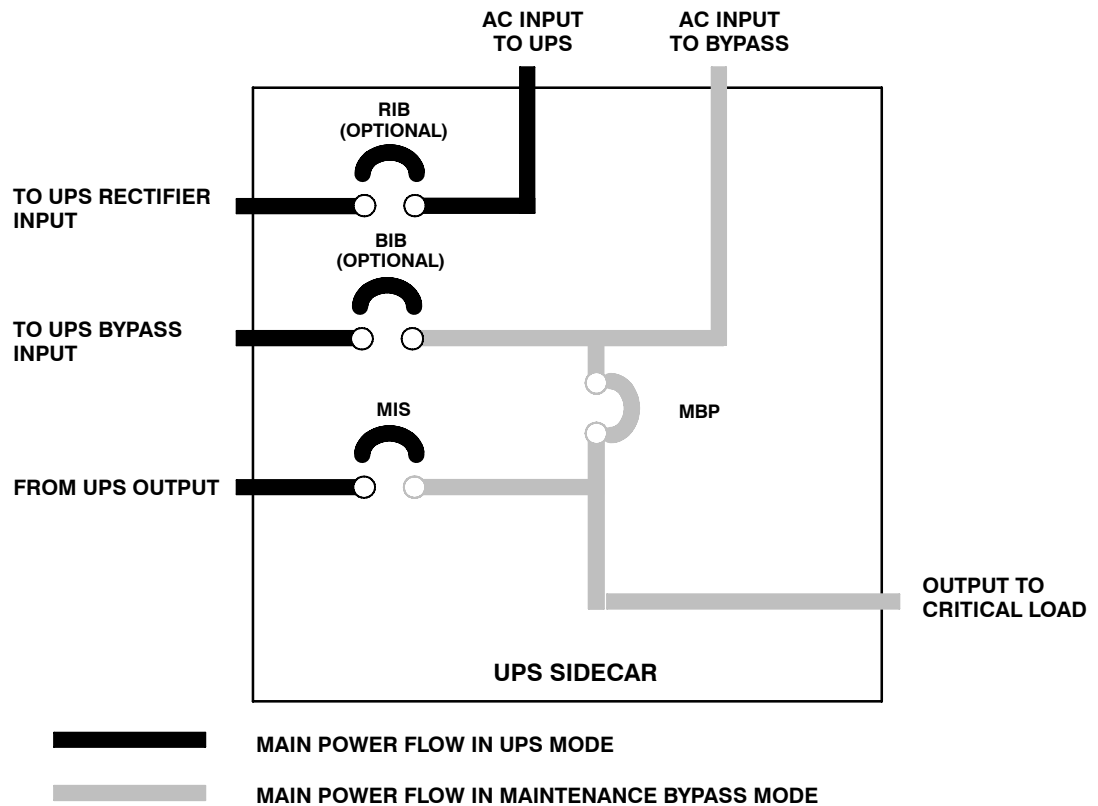 AC INPUT
TO UPS
AC INPUT
TO BYPASS
RIB
(OPTIONAL)
TO UPS RECTIFIER
INPUT
BIB
(OPTIONAL)
TO UPS BYPASS
INPUT
MIS
MBP
FROM UPS OUTPUT
OUTPUT TO
CRITICAL LOAD
UPS SIDECAR
MAIN POWER FLOW IN UPS MODE
MAIN POWER FLOW IN MAINTENANCE BYPASS MODE